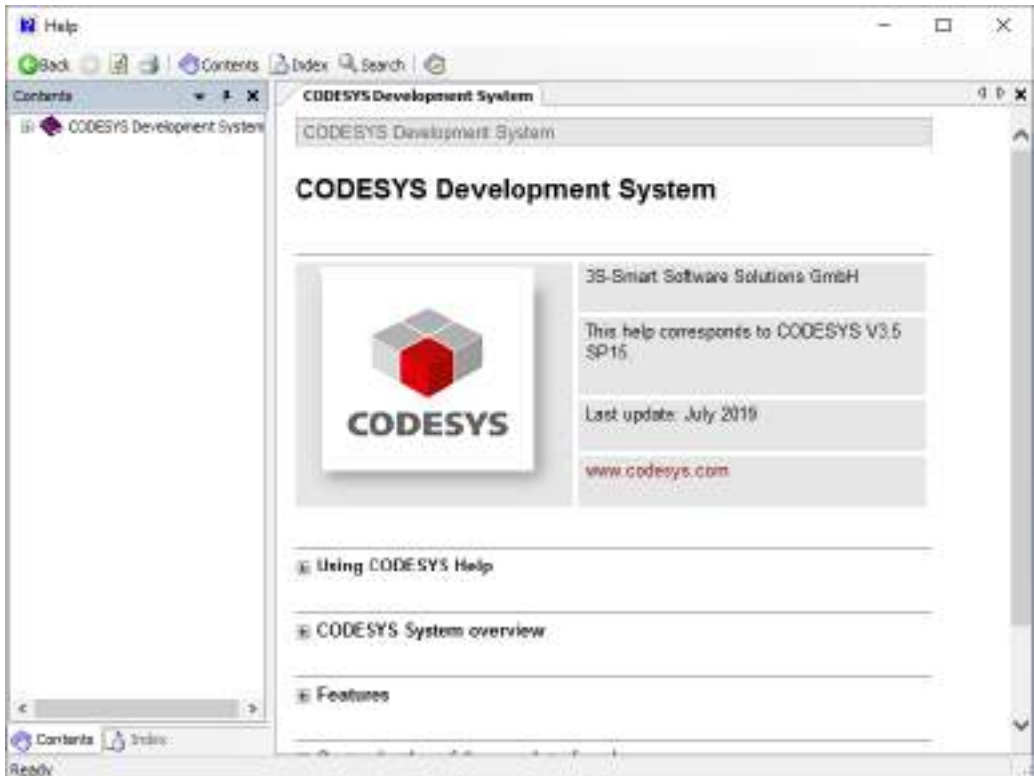 Help
Back
Contents
Index
Search
Contents
CODESYS Development System
CODESYS Development System
CODESYS Development System
CODESYS Development System
CODESYS
3S-Smart Software Solutions GmbH
This help corresponds to CODESYS V3.5
SP15
Last update: July 2019
www.codesys.com
Using CODESYS Help
CODESYS System overview
Features
Contents
Index
Ready